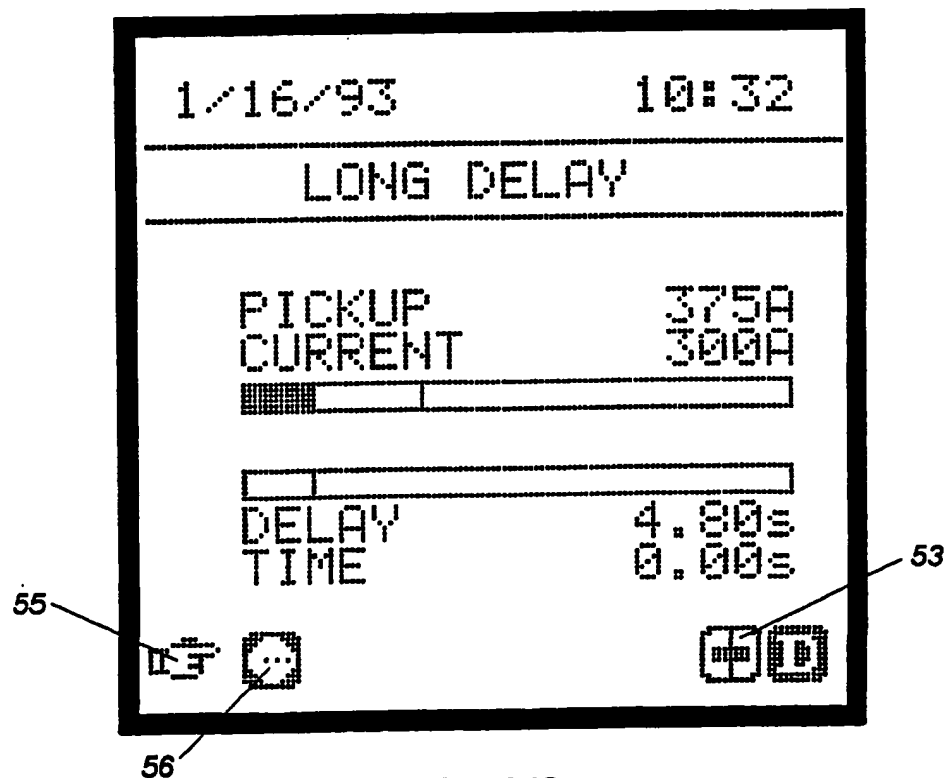 1/16/93 10:32
LONG DELAY
PICKUP 375A
CURRENT 300A
DELAY 4.80s
TIME 0.00s
55
53
...
D
56